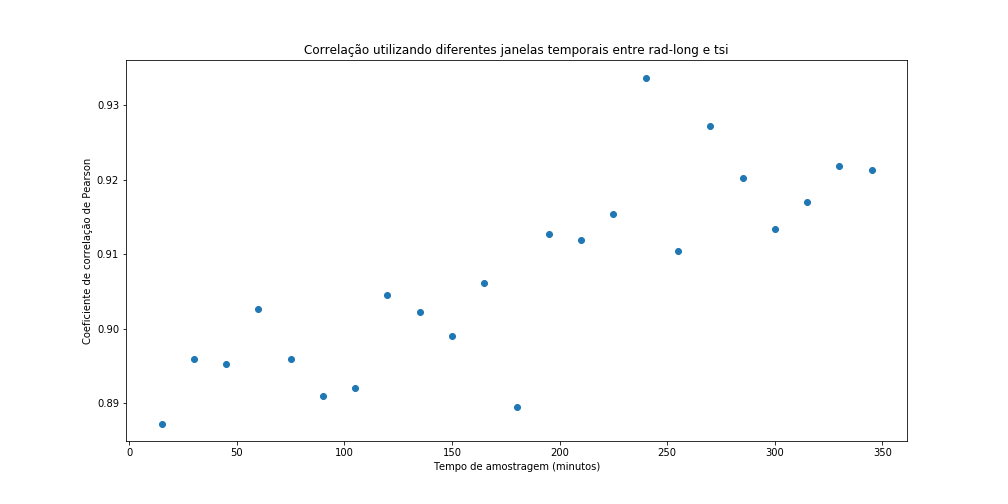 Correlação utilizando diferentes janelas temporais entre rad-long e tsi
Coeficiente de correlação de Pearson
0.93
0.92
0.91
0.90
0.89
0 50 100 150 200 250 300 350
Tempo de amostragem (minutos)